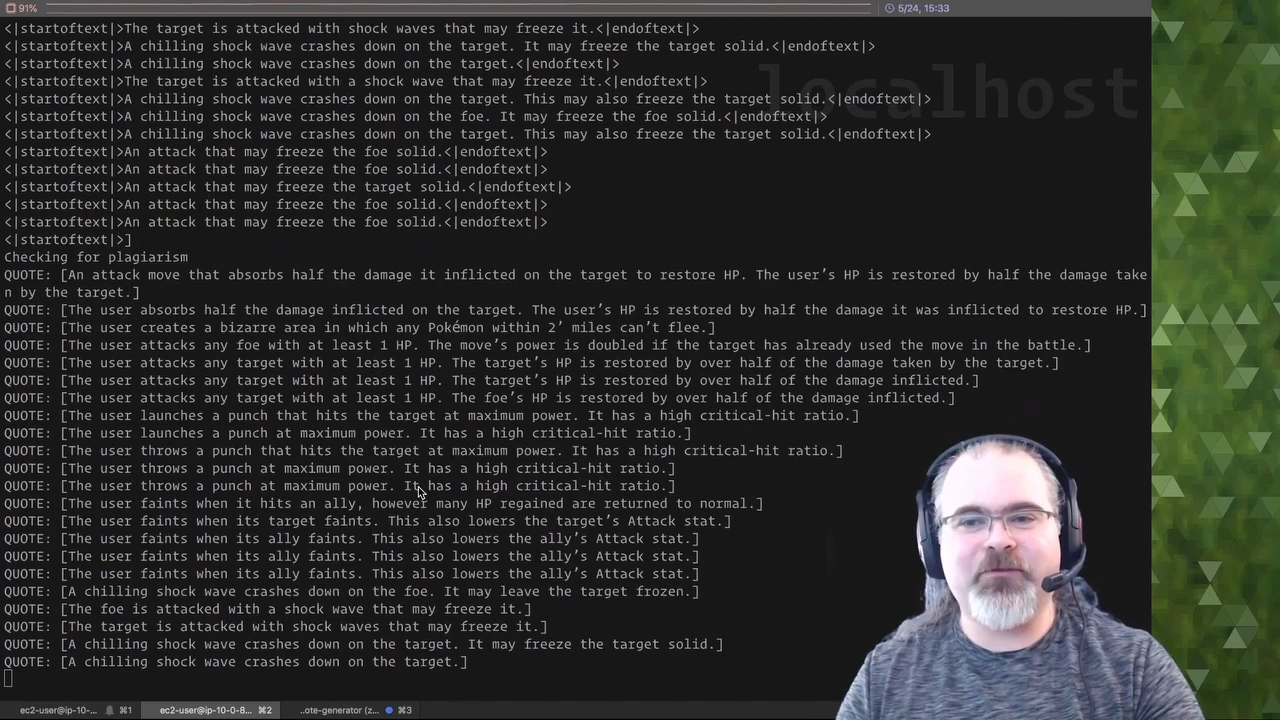 91%
5/24, 15:33
localhost
<|startoftext|>The target is attacked with shock waves that may freeze it.<|endoftext|>
<|startoftext|>A chilling shock wave crashes down on the target. It may freeze the target solid.<|endoftext|>
<|startoftext|>A chilling shock wave crashes down on the target.<|endoftext|>
<|startoftext|>The target is attacked with a shock wave that may freeze it.<|endoftext|>
<|startoftext|>A chilling shock wave crashes down on the target. This may also freeze the target solid.<|endoftext|>
<|startoftext|>A chilling shock wave crashes down on the foe. It may freeze the foe solid.<|endoftext|>
<|startoftext|>A chilling shock wave crashes down on the target. This may also freeze the target solid.<|endoftext|>
<|startoftext|>An attack that may freeze the foe solid.<|endoftext|>
<|startoftext|>An attack that may freeze the foe solid.<|endoftext|>
<|startoftext|>An attack that may freeze the target solid.<|endoftext|>
<|startoftext|>An attack that may freeze the foe solid.<|endoftext|>
<|startoftext|>An attack that may freeze the foe solid.<|endoftext|>
<|startoftext|>]
Checking for plagiarism
QUOTE: [An attack move that absorbs half the damage it inflicted on the target to restore HP. The user’s HP is restored by half the damage take
n by the target.]
QUOTE: [The user absorbs half the damage inflicted on the target. The user’s HP is restored by half the damage it was inflicted to restore HP.]
QUOTE: [The user creates a bizarre area in which any Pokémon within 2’ miles can’t flee.]
QUOTE: [The user attacks any foe with at least 1 HP. The move’s power is doubled if the target has already used the move in the battle.]
QUOTE: [The user attacks any target with at least 1 HP. The target’s HP is restored by over half of the damage taken by the target.]
QUOTE: [The user attacks any target with at least 1 HP. The target’s HP is restored by over half of the damage inflicted.]
QUOTE: [The user attacks any target with at least 1 HP. The foe’s HP is restored by over half of the damage inflicted.]
QUOTE: [The user launches a punch that hits the target at maximum power. It has a high critical-hit ratio.]
QUOTE: [The user launches a punch at maximum power. It has a high critical-hit ratio.]
QUOTE: [The user throws a punch that hits the target at maximum power. It has a high critical-hit ratio.]
QUOTE: [The user throws a punch at maximum power. It has a high critical-hit ratio.]
QUOTE: [The user throws a punch at maximum power. It has a high critical-hit ratio.]
QUOTE: [The user faints when it hits an ally, however many HP regained are returned to normal.]
QUOTE: [The user faints when its target faints. This also lowers the target’s Attack stat.]
QUOTE: [The user faints when its ally faints. This also lowers the ally’s Attack stat.]
QUOTE: [The user faints when its ally faints. This also lowers the ally’s Attack stat.]
QUOTE: [The user faints when its ally faints. This also lowers the ally’s Attack stat.]
QUOTE: [A chilling shock wave crashes down on the foe. It may leave the target frozen.]
QUOTE: [The foe is attacked with a shock wave that may freeze it.]
QUOTE: [The target is attacked with shock waves that may freeze it.]
QUOTE: [A chilling shock wave crashes down on the target. It may freeze the target solid.]
QUOTE: [A chilling shock wave crashes down on the target.]
ec2-user@ip-10-... ⌘1
ec2-user@ip-10-0-8... ⌘2
..ote-generator (z... ⌘3